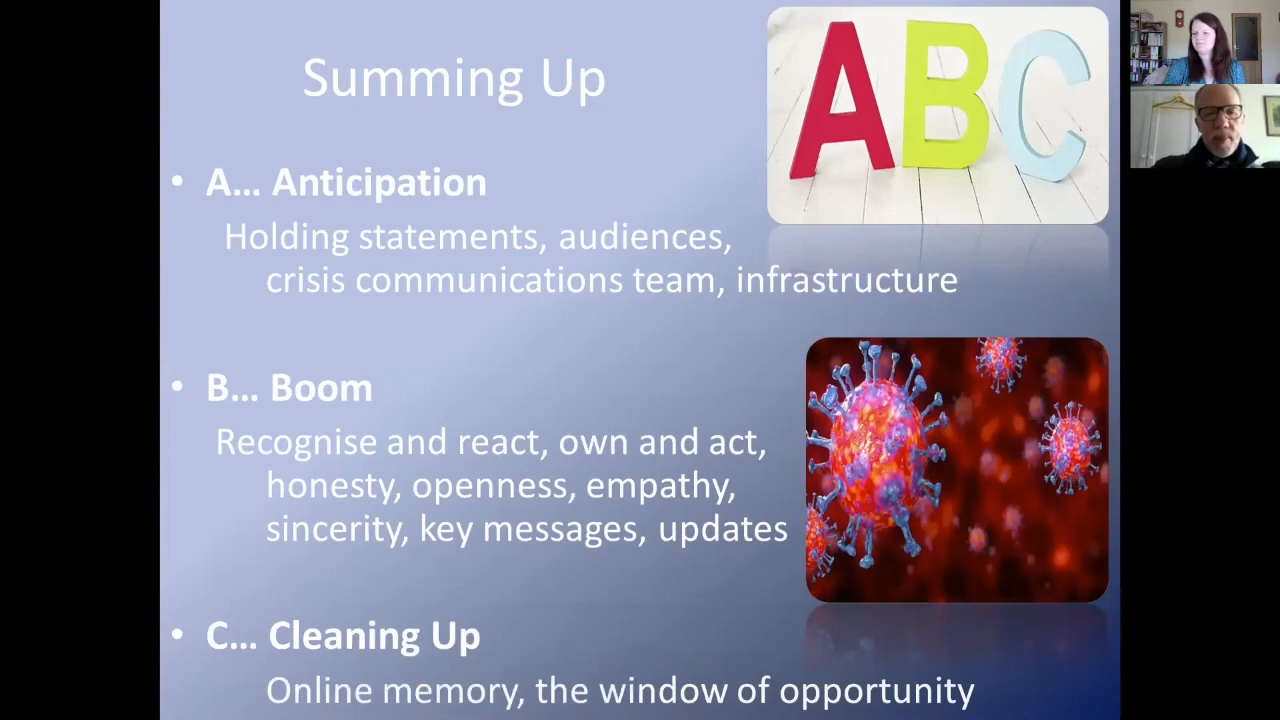 Summing Up
ABC
• A... Anticipation
Holding statements, audiences,
crisis communications team, infrastructure
• B... Boom
Recognise and react, own and act,
honesty, openness, empathy,
sincerity, key messages, updates
• C... Cleaning Up
Online memory, the window of opportunity